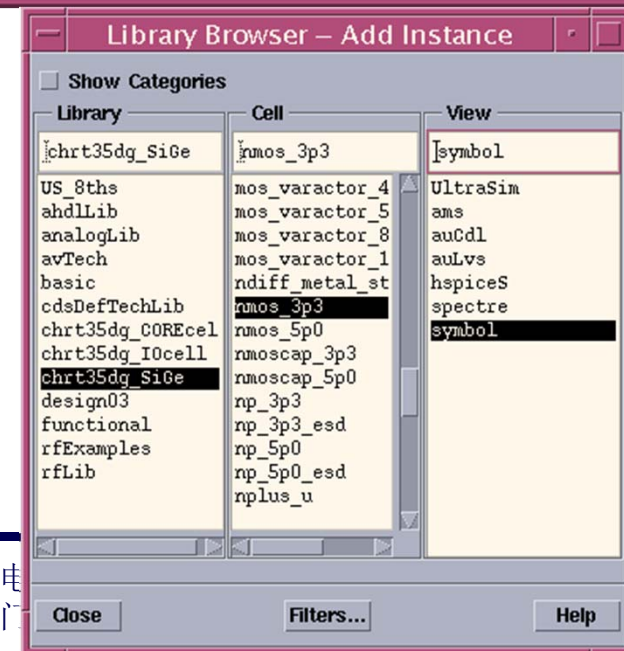 Library Browser – Add Instance
Show Categories
Library
Cell
View
chrt35dg_SiGe
nmos_3p3
symbol
US_8ths
ahdlLib
analogLib
avTech
basic
cdsDefTechLib
chrt35dg_COREcel
chrt35dg_IOcell
chrt35dg_SiGe
design03
functional
rfExamples
rfLib
mos_varactor_4
mos_varactor_5
mos_varactor_8
mos_varactor_1
ndiff_metal_st
nmos_3p3
nmos_5p0
nmoscap_3p3
nmoscap_5p0
np_3p3
np_3p3_esd
np_5p0
np_5p0_esd
nplus_u
UltraSim
ams
auCdl
auLvs
hspiceS
spectre
symbol
Close
Filters...
Help